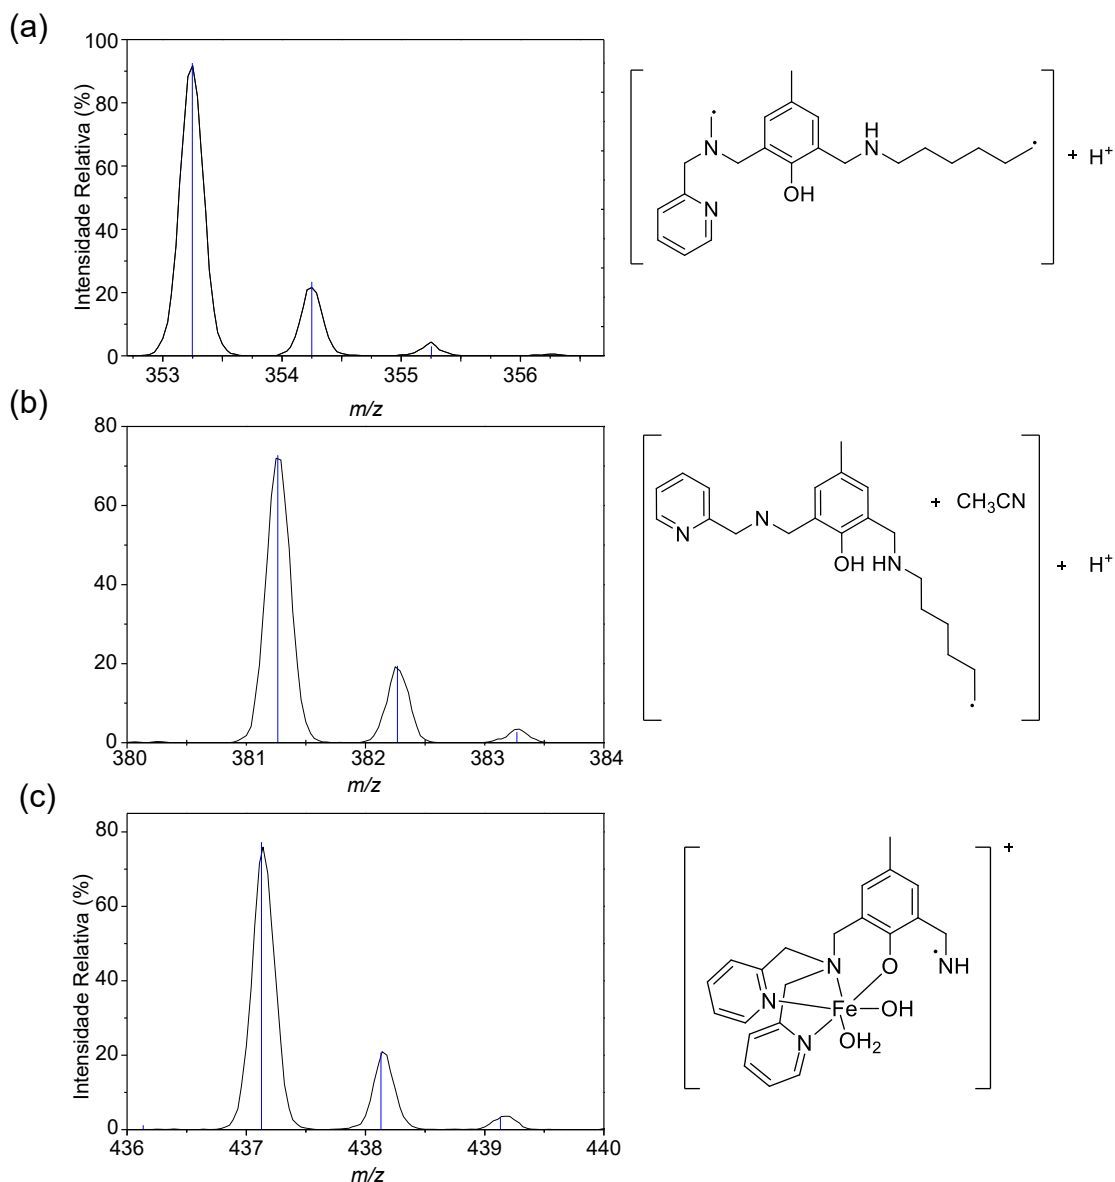 (a)
Intensidade Relativa (%)
100
80
60
40
20
0
353
354
355
356
m/z
N
N
OH
H
N
+ H+
(b)
80
60
40
20
0
380
381
382
383
384
m/z
N
N
OH
HN
+ CH3CN
+ H+
(c)
Intensidade Relativa (%)
80
60
40
20
0
436
437
438
439
440
m/z
N
O
NH
N
Fe
OH
OH2
N
+